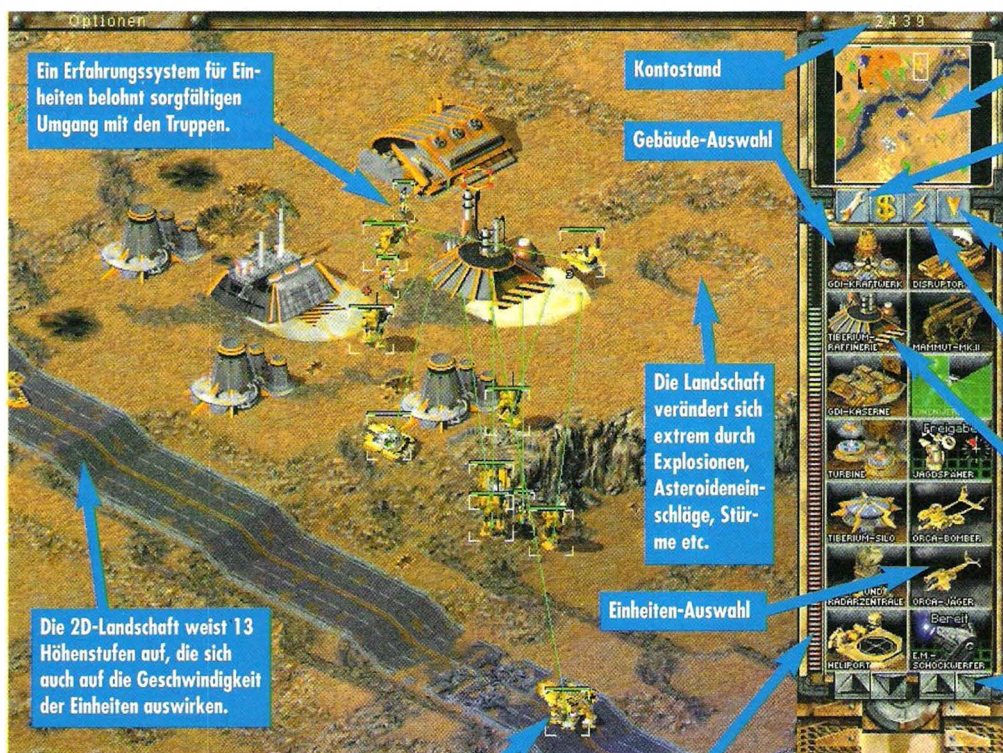 Optionen
2439
Ein Erfahrungssystem für Ein-
heiten belohnt sorgfältigen
Umgang mit den Truppen.
Kontostand
Gebäude-Auswahl
GDI-KRAFTWERK
DISRUPTOR
TIBERIUM-
RAFFINERIE
MAMMUT-MK.II
Die Landschaft
verändert sich
extrem durch
Explosionen,
Asteroidenein-
schläge, Stür-
me etc.
GDI-KASERNE
Freigabe
TURBINE
JAGDSPÄHER
TIBERIUM-SILO
ORCA-BOMBER
Einheiten-Auswahl
UND
RADARZENTRALE
ORCA-JÄGER
Bereit
HELIPORT
E.M.-
SCHOCKWERFER
Die 2D-Landschaft weist 13
Höhenstufen auf, die sich
auch auf die Geschwindigkeit
der Einheiten auswirken.